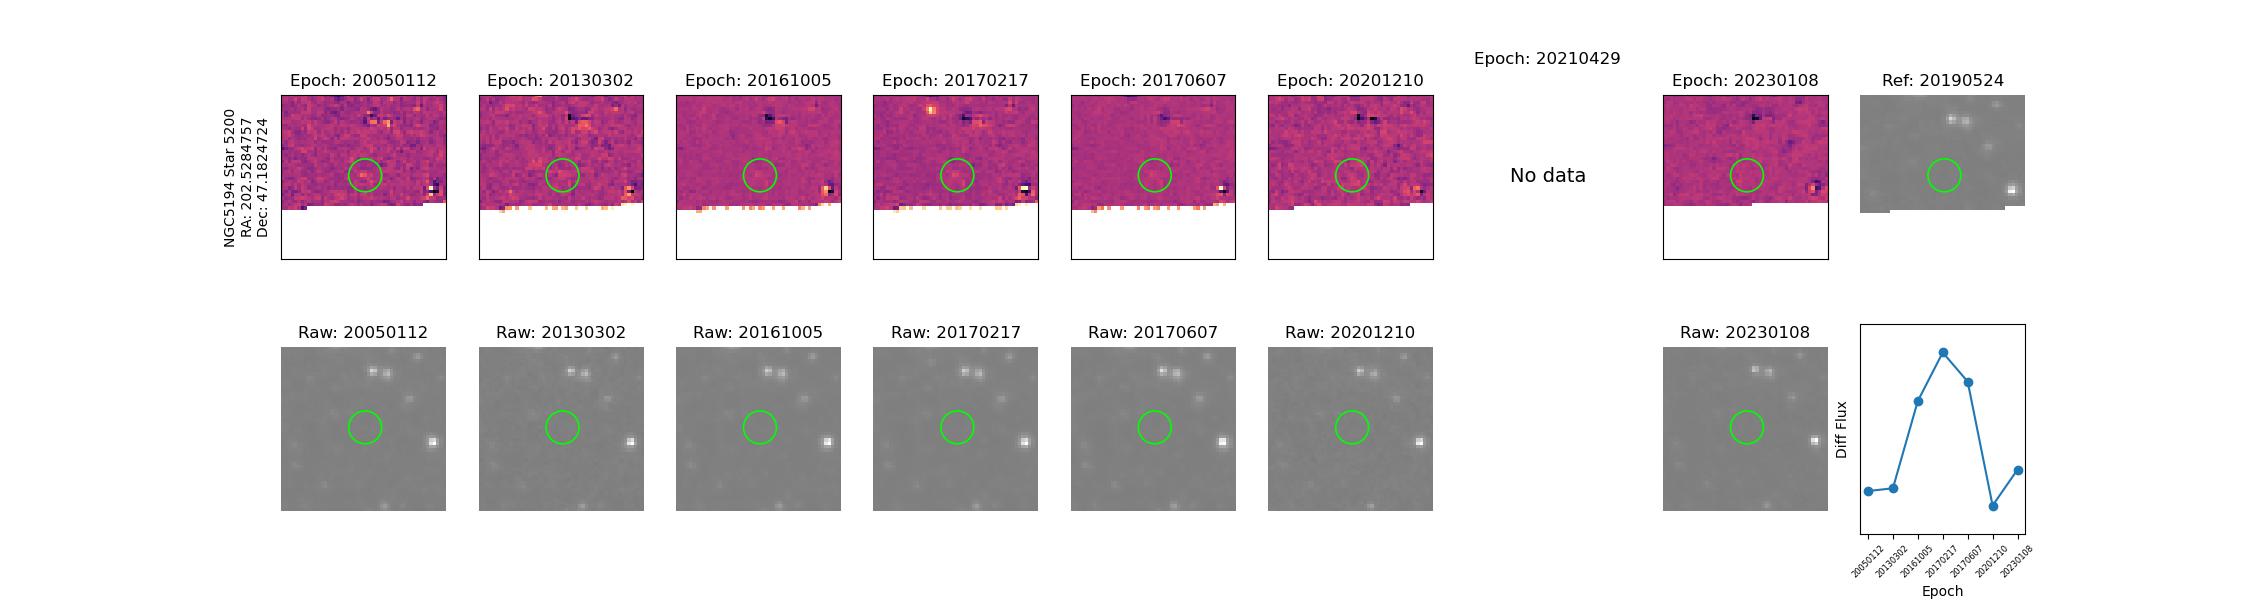 NGC5194 Star 5200
RA: 202.5284757
Dec: 47.1824724
Epoch: 20050112
Epoch: 20130302
Epoch: 20161005
Epoch: 20170217
Epoch: 20170607
Epoch: 20201210
Epoch: 20210429
No data
Epoch: 20230108
Ref: 20190524
Raw: 20050112
Raw: 20130302
Raw: 20161005
Raw: 20170217
Raw: 20170607
Raw: 20201210
Raw: 20230108
Diff Flux
20050112
20130302
20161005
20170217
20170607
20201210
20230108
Epoch